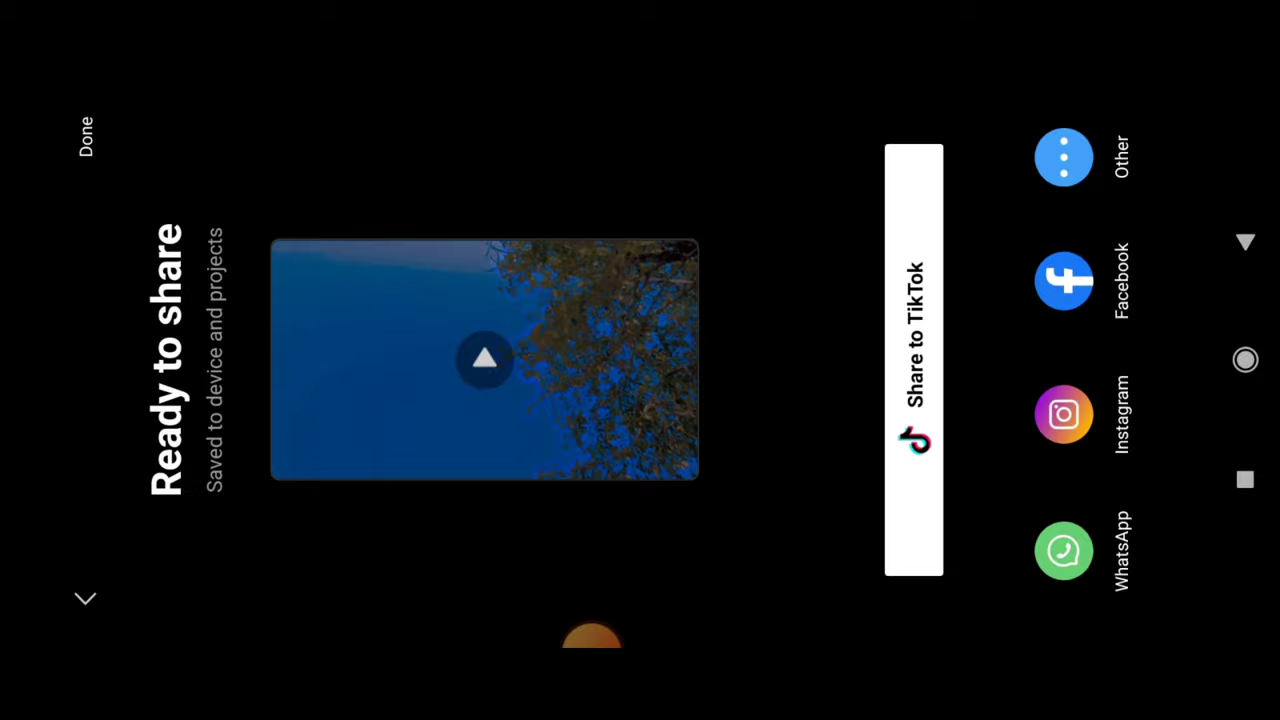 Done
Ready to share
Saved to device and projects
Share to TikTok
WhatsApp
Instagram
Facebook
Other